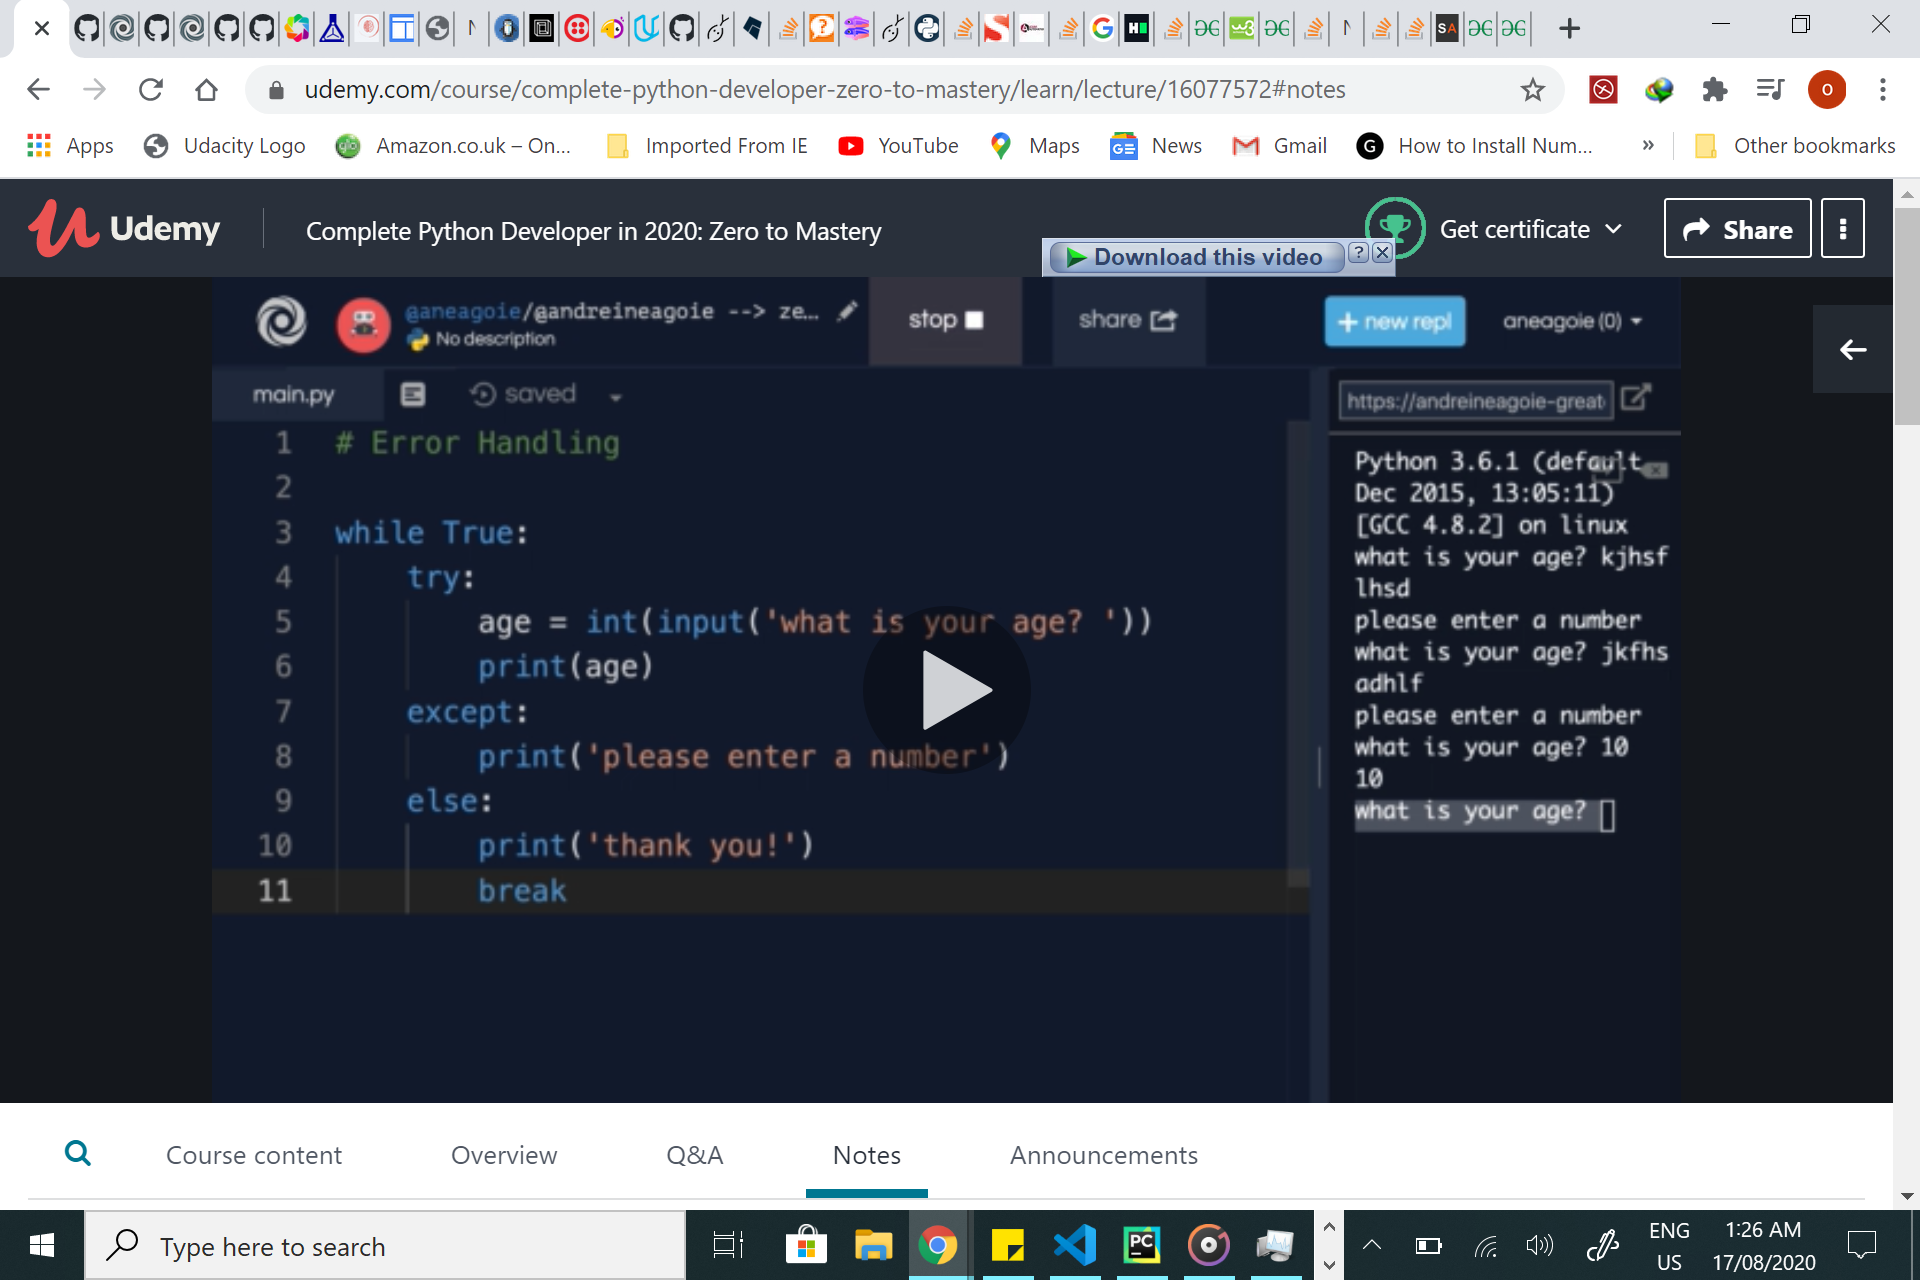 udemy.com/course/complete-python-developer-zero-to-mastery/learn/lecture/16077572#notes
Apps
Udacity Logo
Amazon.co.uk – On...
Imported From IE
YouTube
Maps
News
Gmail
How to Install Num...
»
Other bookmarks
Udemy
Complete Python Developer in 2020: Zero to Mastery
Get certificate
Share
Download this video
?
@aneagoie/@andreineagoie --> ze...
No description
stop
share
+ new repl
aneagoie (0)
main.py
saved
https://andreineagoie-great
1 # Error Handling
2
3 while True:
4 try:
5 age = int(input('what is your age? '))
6 print(age)
7 except:
8 print('please enter a number')
9 else:
10 print('thank you!')
11 break
Python 3.6.1 (default
Dec 2015, 13:05:11)
[GCC 4.8.2] on linux
what is your age? kjhsf
lhsd
please enter a number
what is your age? jkfhs
adhlf
please enter a number
what is your age? 10
10
what is your age?
Course content
Overview
Q&A
Notes
Announcements
Type here to search
ENG
US
1:26 AM
17/08/2020